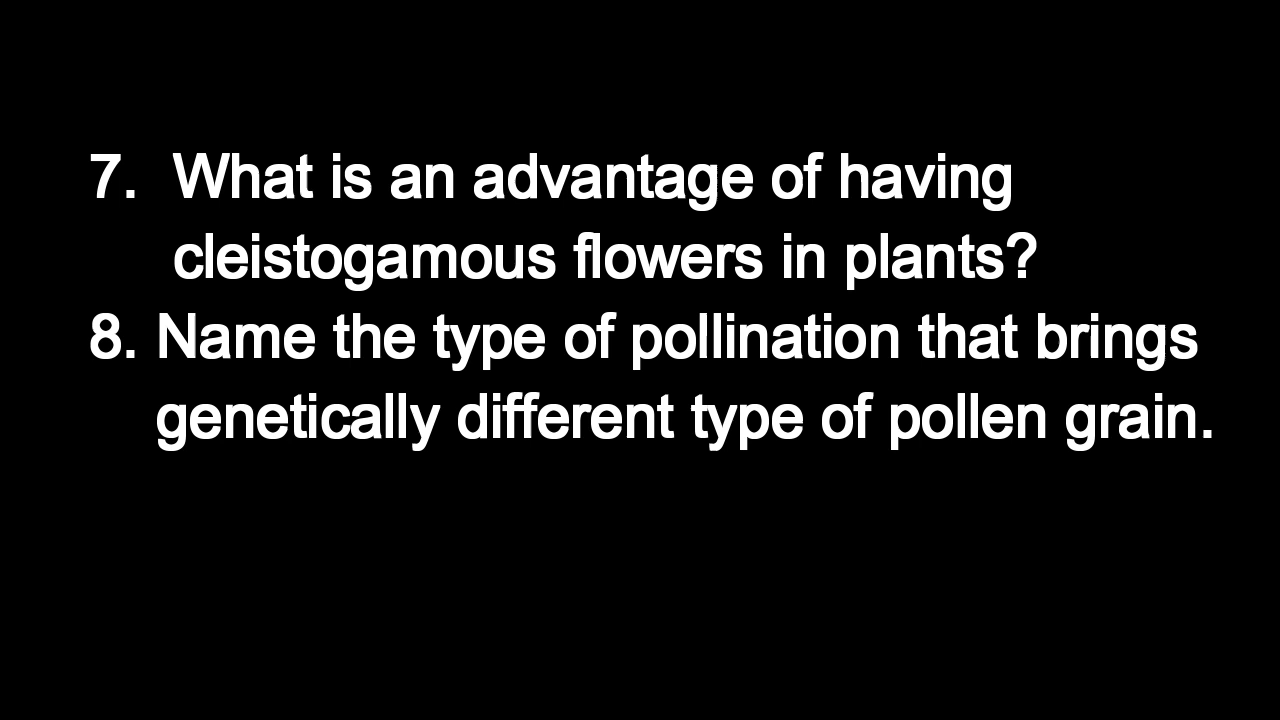 7. What is an advantage of having
cleistogamous flowers in plants?
8. Name the type of pollination that brings
genetically different type of pollen grain.